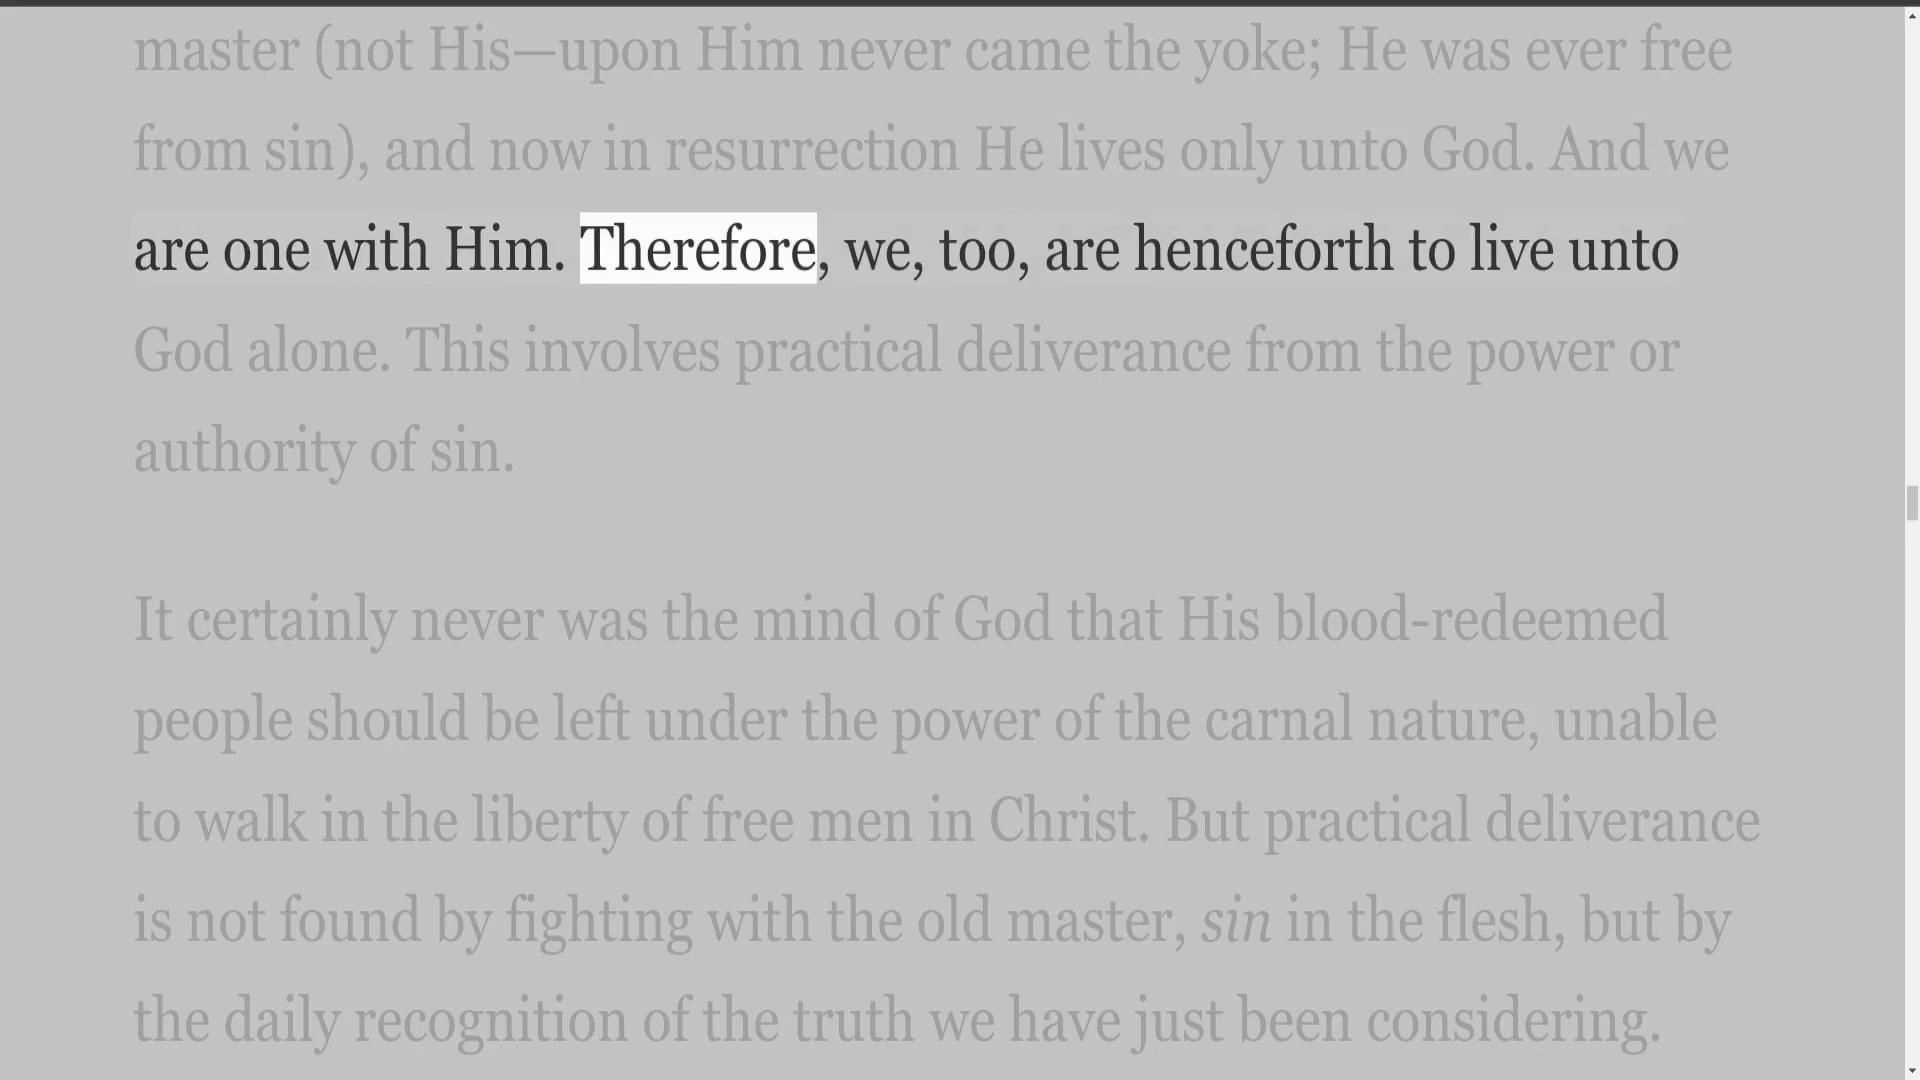 master (not His—upon Him never came the yoke; He was ever free
from sin), and now in resurrection He lives only unto God. And we
are one with Him. Therefore, we, too, are henceforth to live unto
God alone. This involves practical deliverance from the power or
authority of sin.
It certainly never was the mind of God that His blood-redeemed
people should be left under the power of the carnal nature, unable
to walk in the liberty of free men in Christ. But practical deliverance
is not found by fighting with the old master, sin in the flesh, but by
the daily recognition of the truth we have just been considering.